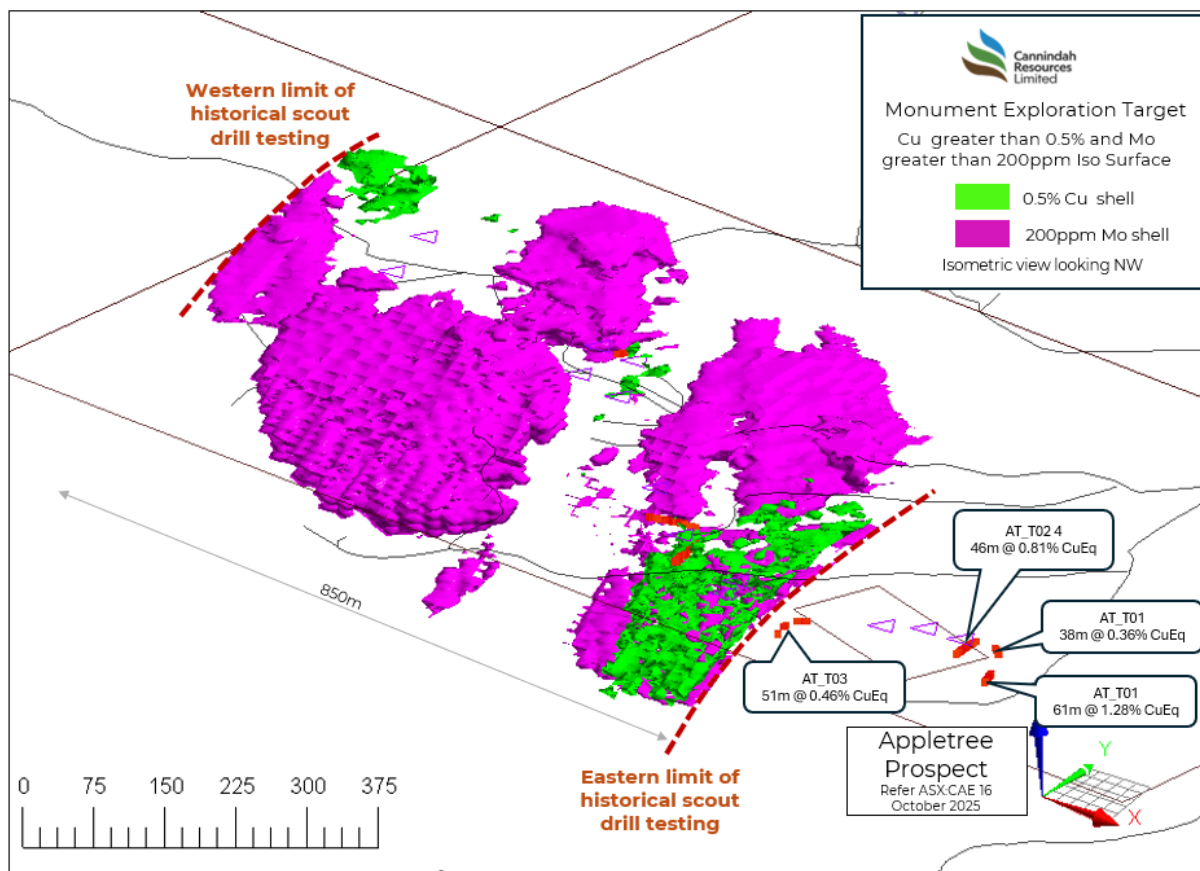 Western limit of
historical scout
drill testing
Cannindah
Resources
Limited
Monument Exploration Target
Cu greater than 0.5% and Mo
greater than 200ppm Iso Surface
0.5% Cu shell
200ppm Mo shell
Isometric view looking NW
850m
AT_T02 4
46m @ 0.81% CuEq
AT_T01
38m @ 0.36% CuEq
AT_T03
51m @ 0.46% CuEq
AT_T01
61m @ 1.28% CuEq
Appletree
Prospect
Refer ASX:CAE 16
October 2025
Y
X
0 75 150 225 300 375
Eastern limit of
historical scout
drill testing